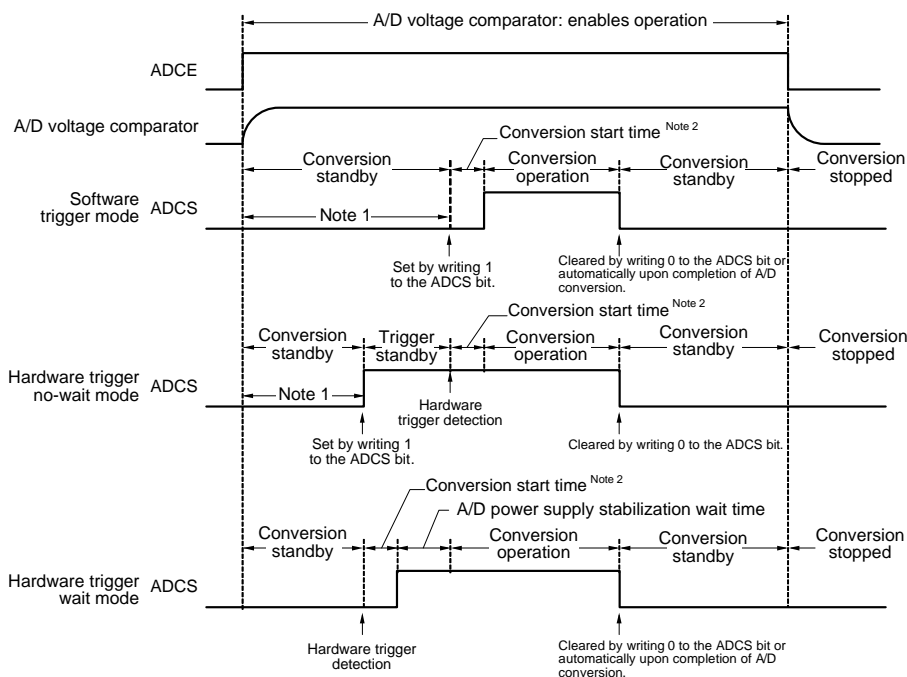 A/D voltage comparator: enables operation
ADCE
A/D voltage comparator
Conversion start time Note 2
Conversion standby
Conversion operation
Conversion standby
Conversion stopped
Software trigger mode
ADCS
Note 1
Set by writing 1
to the ADCS bit.
Cleared by writing 0 to the ADCS bit or
automatically upon completion of A/D
conversion.
Conversion start time Note 2
Conversion standby
Trigger standby
Conversion operation
Conversion standby
Conversion stopped
Hardware trigger
no-wait mode
ADCS
Note 1
Hardware
trigger detection
Set by writing 1
to the ADCS bit.
Cleared by writing 0 to the ADCS bit.
Conversion start time Note 2
A/D power supply stabilization wait time
Conversion standby
Conversion operation
Conversion standby
Conversion stopped
Hardware trigger
wait mode
ADCS
Hardware trigger
detection
Cleared by writing 0 to the ADCS bit or
automatically upon completion of A/D
conversion.